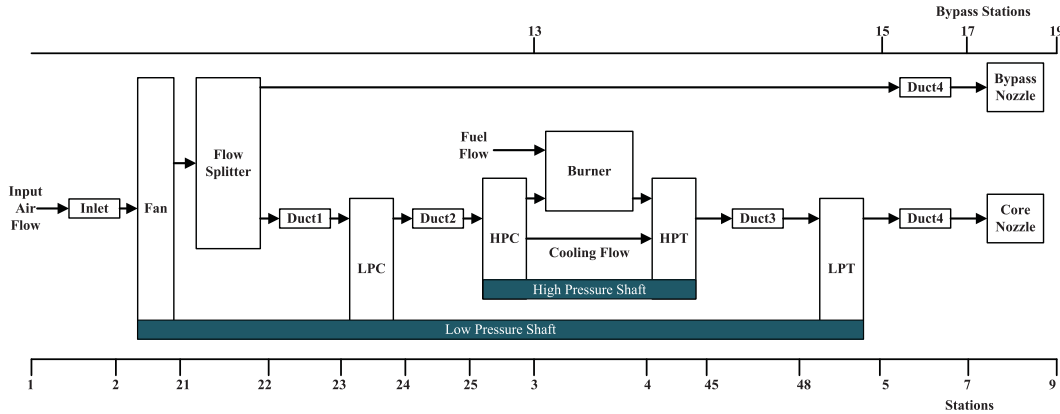 Bypass Stations
13
15
17
19
Bypass
Nozzle
Duct4
Fuel
Flow
Burner
Flow
Splitter
Input
Air
Flow
Inlet
Fan
Duct1
LPC
Duct2
HPC
Cooling Flow
HPT
Duct3
LPT
Duct4
Core
Nozzle
High Pressure Shaft
Low Pressure Shaft
1
2
21
22
23
24
25
3
4
45
48
5
7
9
Stations